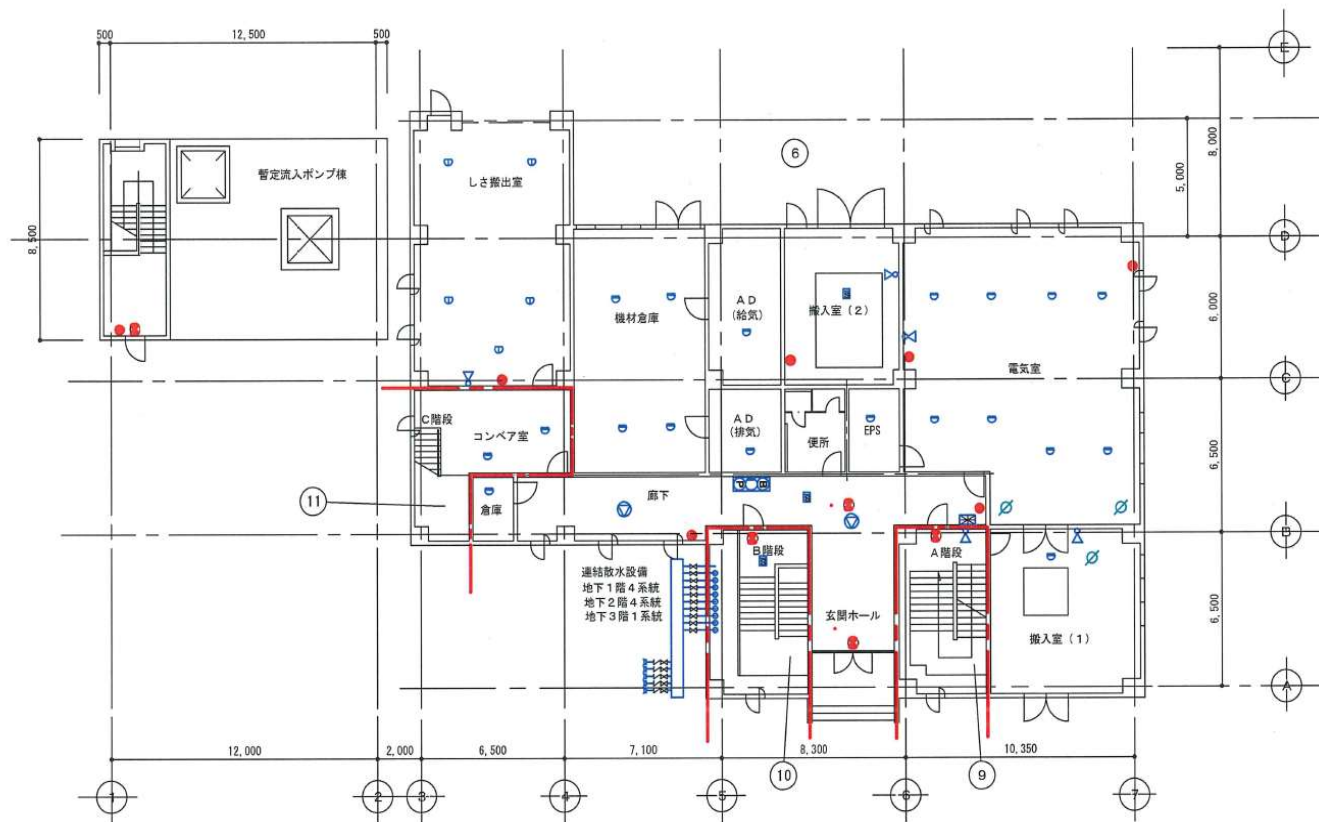 500
12,500
500
E
8,000
5,000
6
暫定流入ポンプ棟
しさ搬出室
8,500
D
機材倉庫
AD
(給気)
搬入室(2)
6,000
電気室
C
C階段
コンベア室
AD
(排気)
便所
EPS
6,500
11
倉庫
廊下
P
B
B
連結散水設備
地下1階4系統
地下2階4系統
地下3階1系統
B階段
A階段
玄関ホール
搬入室(1)
6,500
A
12,000
2,000
6,500
7,100
8,300
10,350
10
9
1
2
3
4
5
6
7